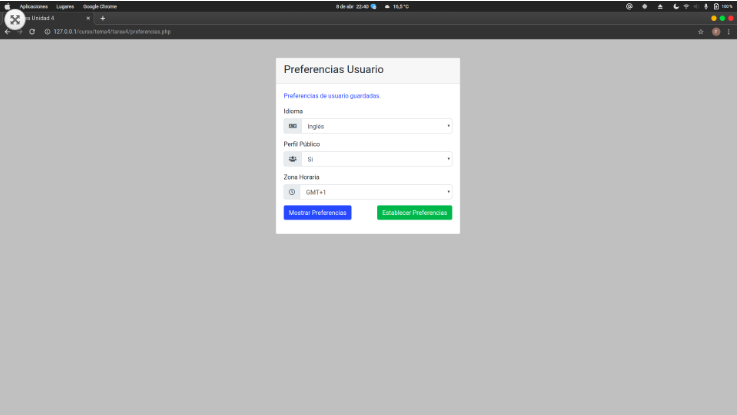 Aplicaciones Lugares Google Chrome 8 de abr 22:40 16,5 °C 100%
Unidad 4
127.0.0.1/curso/tema4/tarea4/preferencias.php
Preferencias Usuario
Preferencias de usuario guardadas.
Idioma
Inglés
Perfil Público
Si
Zona Horaria
GMT+1
Mostrar Preferencias Establecer Preferencias